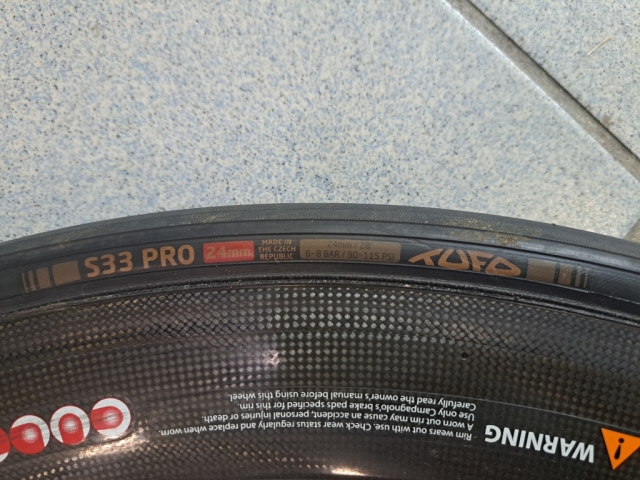 S33 PRO
24mm
MADE IN
THE CZECH
REPUBLIC
24mm / 28"
6-8 BAR / 90-115 PSI
TUFO
WARNING
Rim wears out with use. Check wear status regularly and replace when worn.
A worn out rim may cause an accident, personal injuries or death.
Use only Campagnolo's brake pads specified for this rim.
Carefully read the owner's manual before using this wheel.